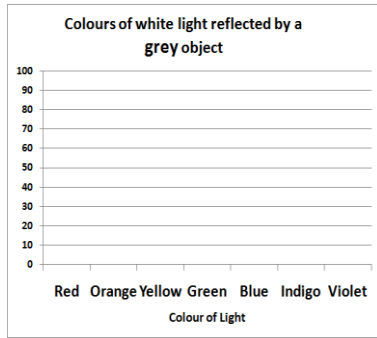 Colours of white light reflected by a
grey object
100
90
80
70
60
50
40
30
20
10
0
Red Orange Yellow Green Blue Indigo Violet
Colour of Light